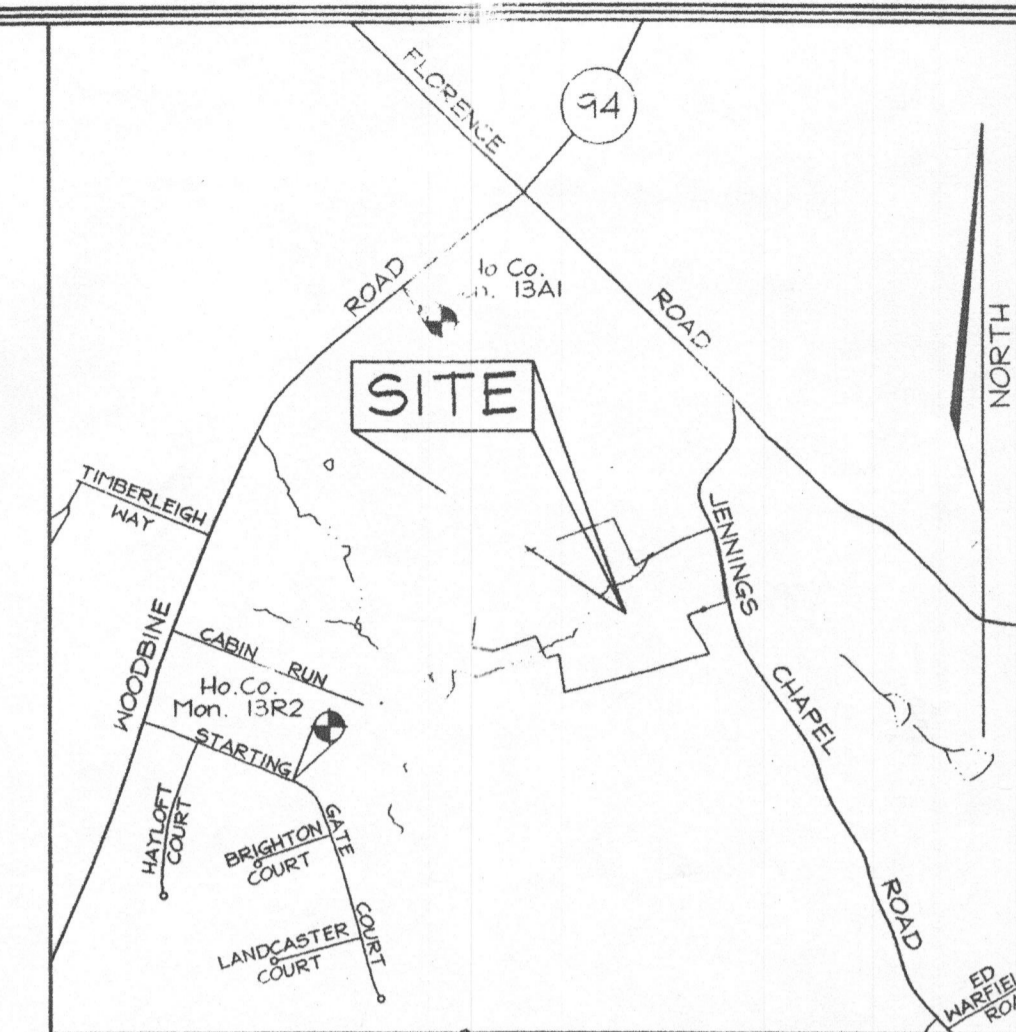 FLORENCE
94
ROAD
Co.
13A1
ROAD
NORTH
SITE
TIMBERLEIGH
WAY
JENNINGS
WOODBINE
CABIN RUN
Ho.Co.
Mon. 13R2
CHAPEL
STARTING
HAYLOFT
COURT
GATE
BRIGHTON
COURT
ROAD
COURT
LANDCASTER
COURT
ED